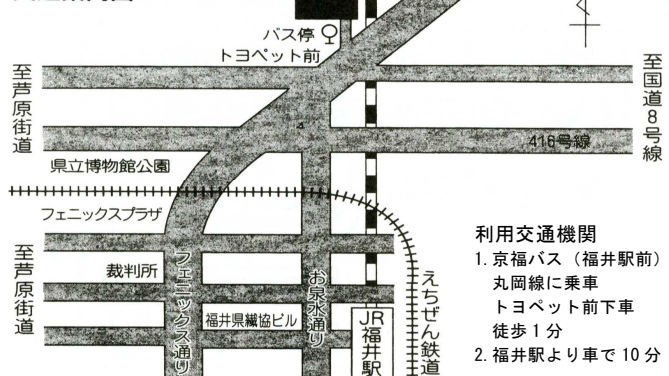 バス停
トヨペット前
至芦原街道
至国道8号線
416号線
県立博物館公園
フェニックスプラザ
至芦原街道
裁判所
フェニックス通り
お泉水通り
福井県繊協ビル
JR福井駅
えちぜん鉄道
利用交通機関
1.京福バス（福井駅前）
丸岡線に乗車
トヨペット前下車
徒歩1分
2.福井駅より車で10分